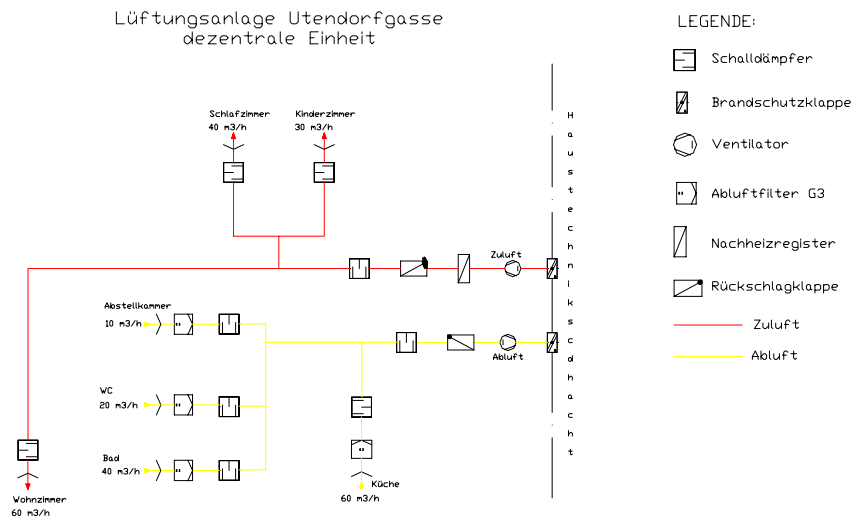 Lüftungsanlage Utendorfgasse
dezentrale Einheit
LEGENDE:
Schalldämpfer
Brandschutzklappe
Ventilator
Abluftfilter G3
Nachheizregister
Rückschlagklappe
Zuluft
Abluft
Schlafzimmer
40 m3/h
Kinderzimmer
30 m3/h
Zuluft
Abstellkammer
10 m3/h
Abluft
WC
20 m3/h
Bad
40 m3/h
Küche
60 m3/h
Wohnzimmer
60 m3/h
Haustechnikscdhacht